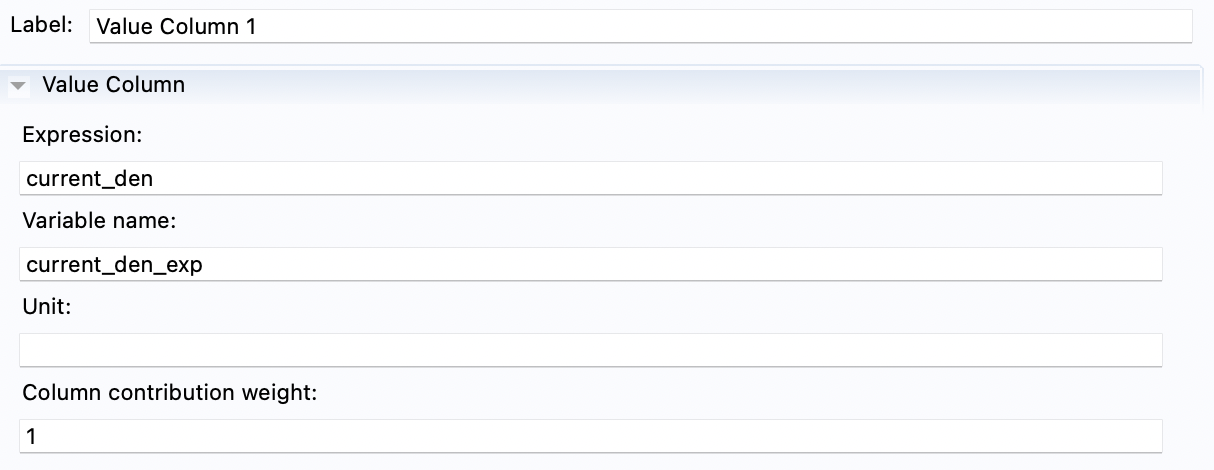 Label: Value Column 1
Value Column
Expression:
current_den
Variable name:
current_den_exp
Unit:
Column contribution weight:
1